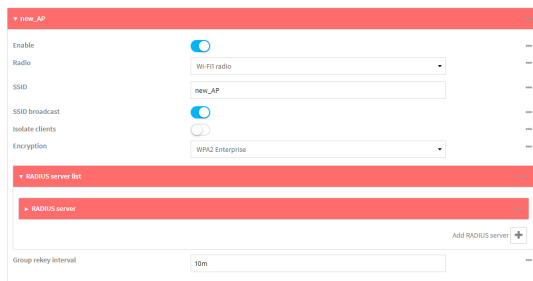 new_AP
Enable
Radio
Wi-Fi1 radio
SSID
new_AP
SSID broadcast
Isolate clients
Encryption
WPA2 Enterprise
RADIUS server list
RADIUS server
Add RADIUS server
Group rekey interval
10m